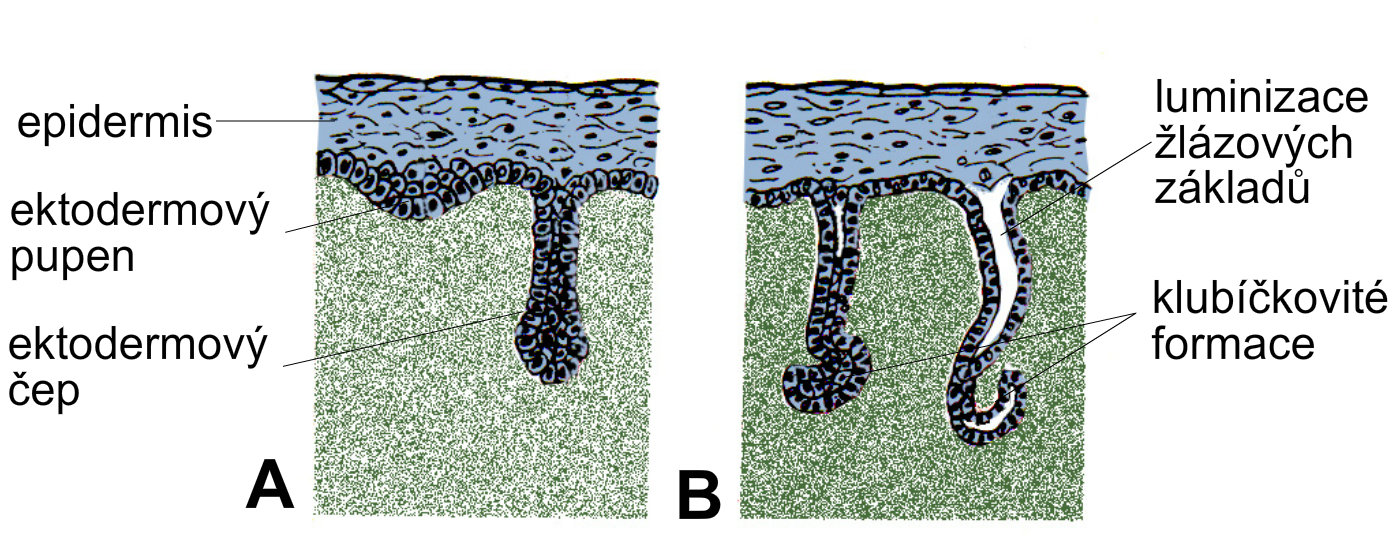 epidermis
ektodermový
pupen
ektodermový
čep
A
B
luminizace
žlázových
základů
klubíčkovité
formace